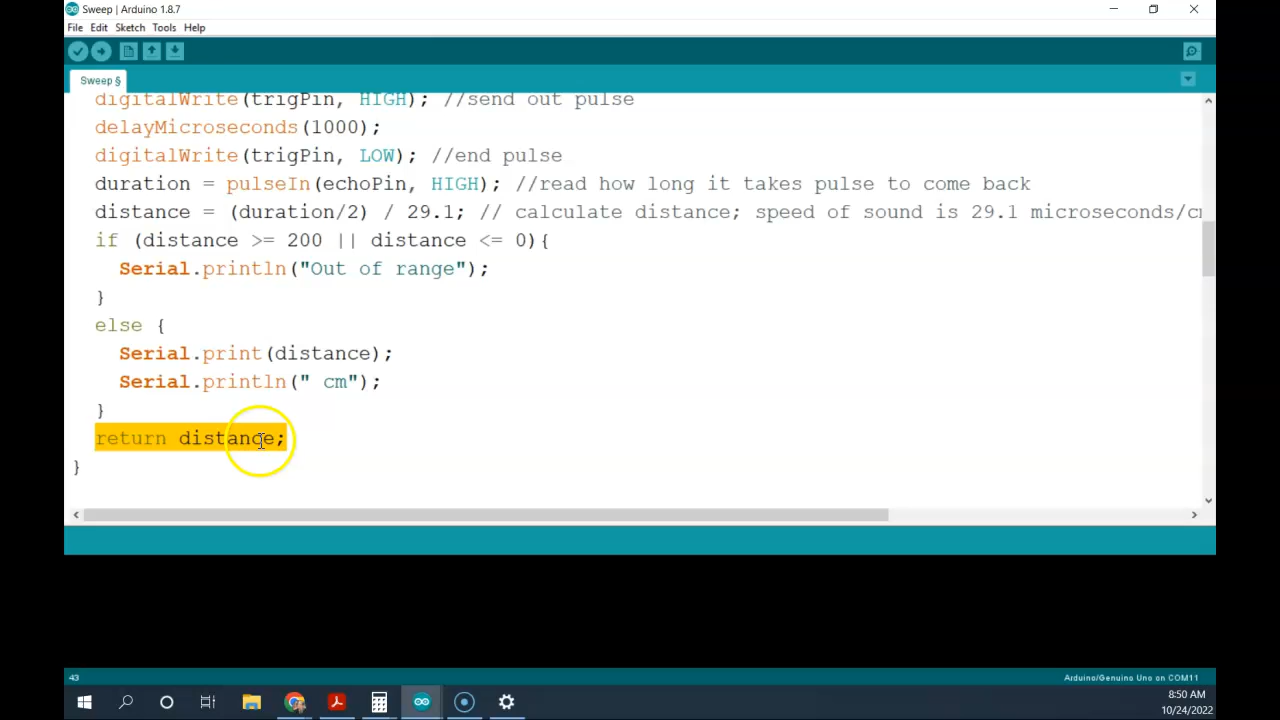 Sweep | Arduino 1.8.7
File Edit Sketch Tools Help
Sweep §
digitalWrite(trigPin, HIGH); //send out pulse
delayMicroseconds(1000);
digitalWrite(trigPin, LOW); //end pulse
duration = pulseIn(echoPin, HIGH); //read how long it takes pulse to come back
distance = (duration/2) / 29.1; // calculate distance; speed of sound is 29.1 microseconds/cm
if (distance >= 200 || distance <= 0){
Serial.println("Out of range");
}
else {
Serial.print(distance);
Serial.println(" cm");
}
return distance;
}
43
Arduino/Genuino Uno on COM11
8:50 AM
10/24/2022